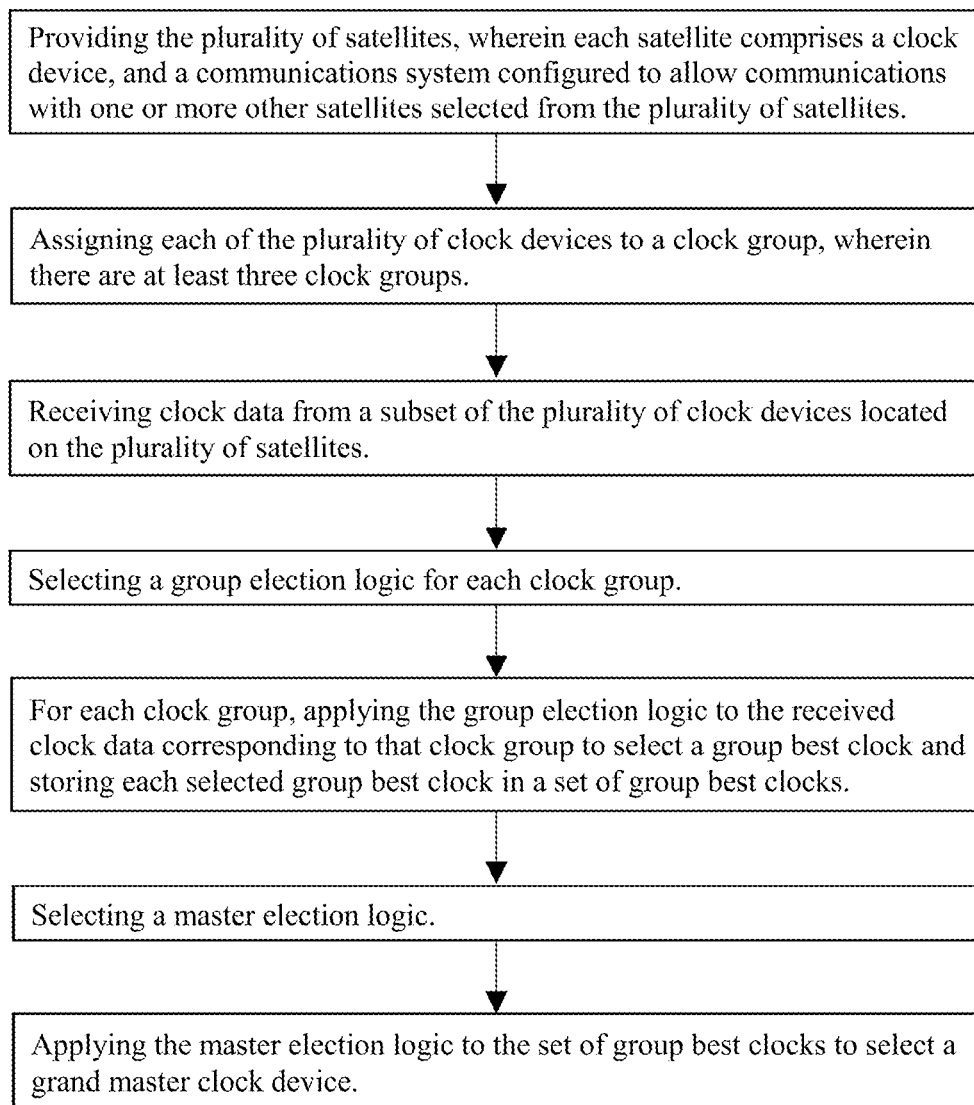 Providing the plurality of satellites, wherein each satellite comprises a clock
device, and a communications system configured to allow communications
with one or more other satellites selected from the plurality of satellites.
Assigning each of the plurality of clock devices to a clock group, wherein
there are at least three clock groups.
Receiving clock data from a subset of the plurality of clock devices located
on the plurality of satellites.
Selecting a group election logic for each clock group.
For each clock group, applying the group election logic to the received
clock data corresponding to that clock group to select a group best clock and
storing each selected group best clock in a set of group best clocks.
Selecting a master election logic.
Applying the master election logic to the set of group best clocks to select a
grand master clock device.